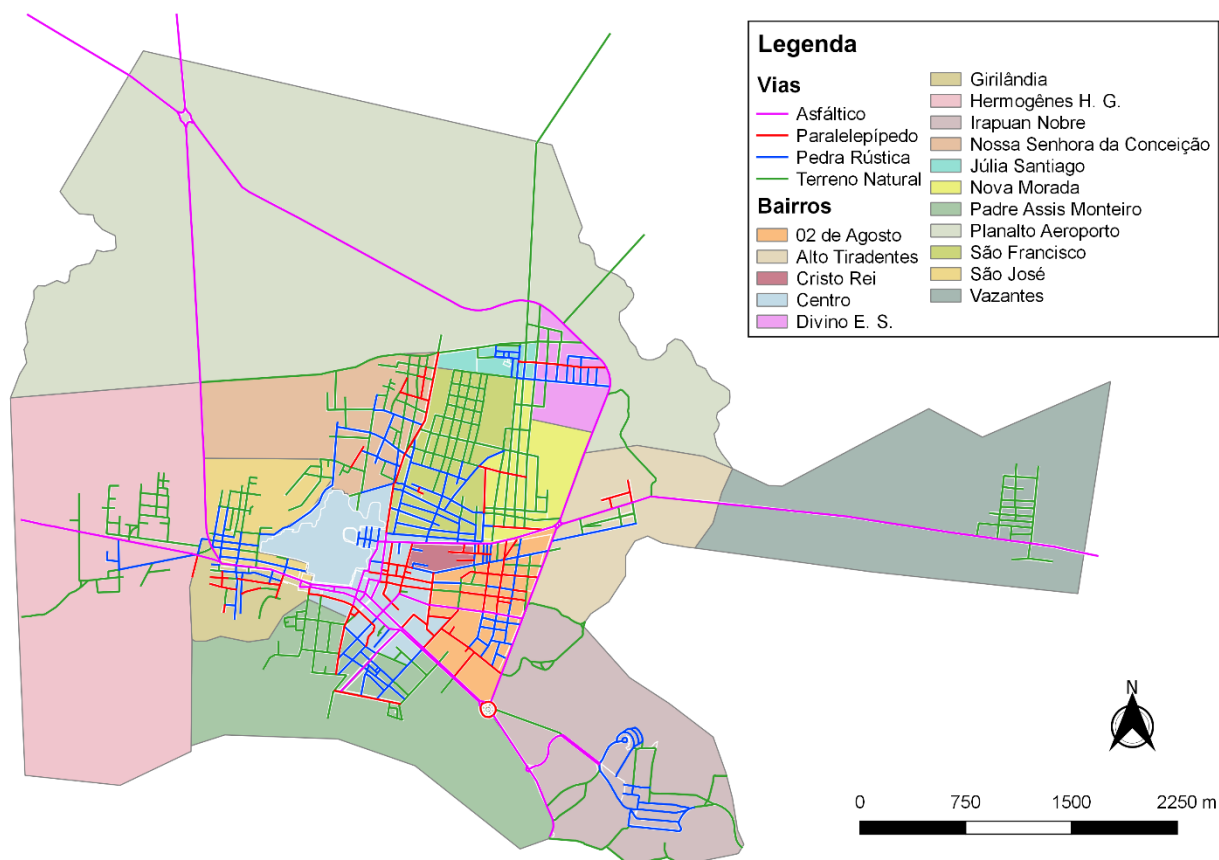 Legenda
Vias
Asfáltico
Paralelepípedo
Pedra Rústica
Terreno Natural
Bairros
02 de Agosto
Alto Tiradentes
Cristo Rei
Centro
Divino E. S.
Girilândia
Hermogênes H. G.
Irapuan Nobre
Nossa Senhora da Conceição
Júlia Santiago
Nova Morada
Padre Assis Monteiro
Planalto Aeroporto
São Francisco
São José
Vazantes
N
0 750 1500 2250 m